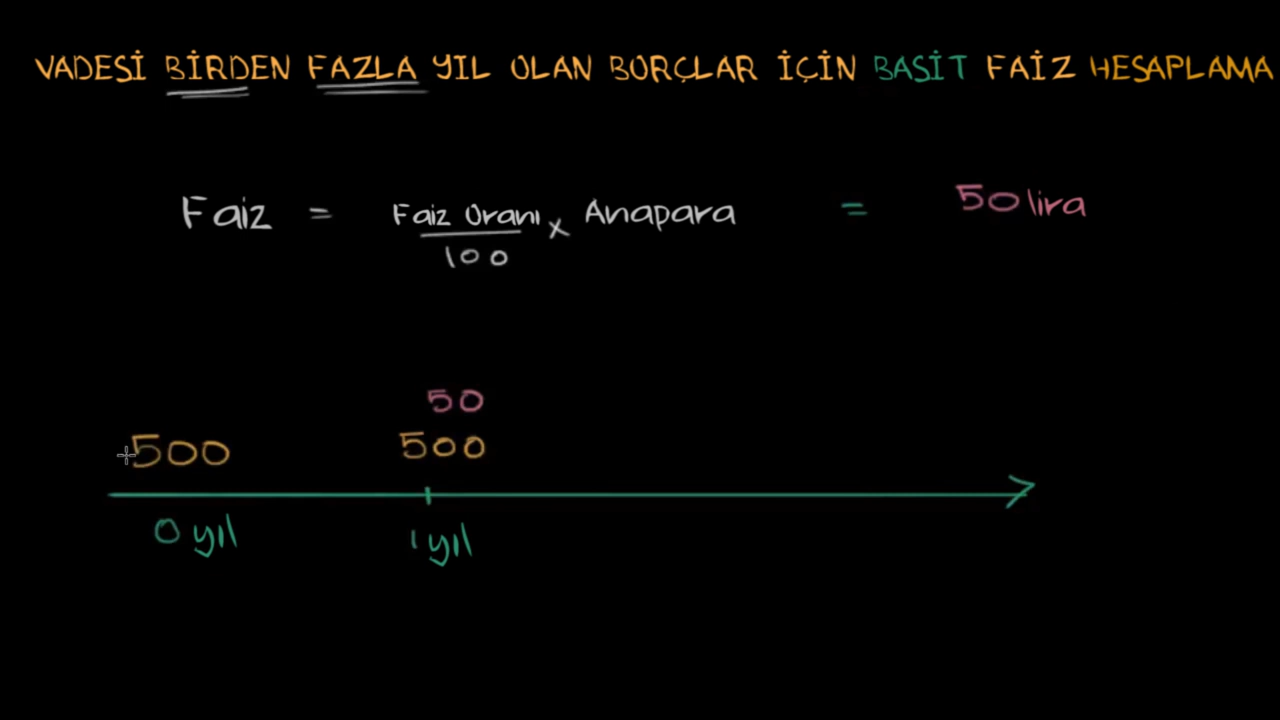 VADESİ BİRDEN FAZLA YIL OLAN BORÇLAR İÇİN BASİT FAİZ HESAPLAMA
Faiz = Faiz Oranı x Anapara = 50 lira
100
50
500 500
0 yıl 1 yıl